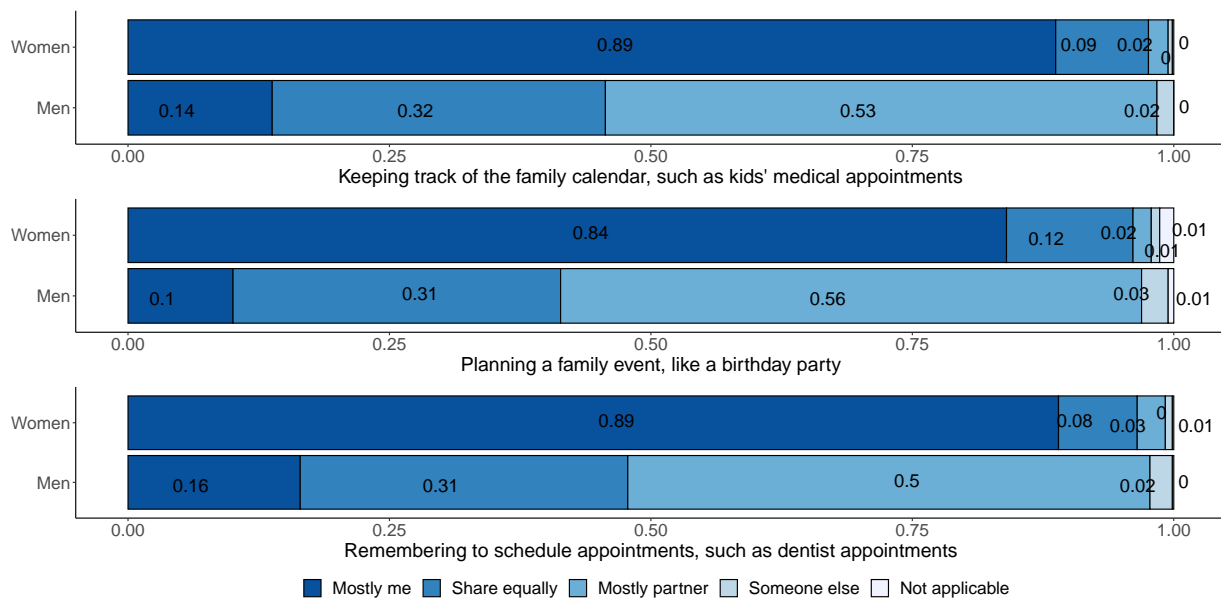 Women 0.89 0.09 0.02 0 0
Men 0.14 0.32 0.53 0.02 0
0.00 0.25 0.50 0.75 1.00
Keeping track of the family calendar, such as kids' medical appointments
Women 0.84 0.12 0.02 0.01 0.01
Men 0.1 0.31 0.56 0.03 0.01
0.00 0.25 0.50 0.75 1.00
Planning a family event, like a birthday party
Women 0.89 0.08 0.03 0 0.01
Men 0.16 0.31 0.5 0.02 0
0.00 0.25 0.50 0.75 1.00
Remembering to schedule appointments, such as dentist appointments
Mostly me Share equally Mostly partner Someone else Not applicable